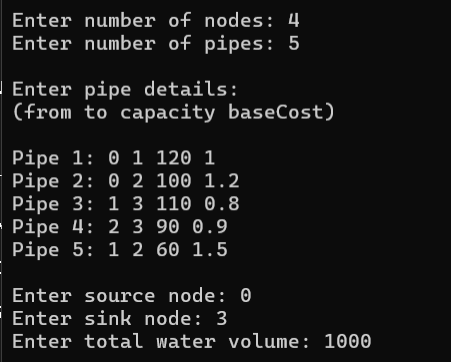 Enter number of nodes: 4
Enter number of pipes: 5
Enter pipe details:
(from to capacity baseCost)
Pipe 1: 0 1 120 1
Pipe 2: 0 2 100 1.2
Pipe 3: 1 3 110 0.8
Pipe 4: 2 3 90 0.9
Pipe 5: 1 2 60 1.5
Enter source node: 0
Enter sink node: 3
Enter total water volume: 1000